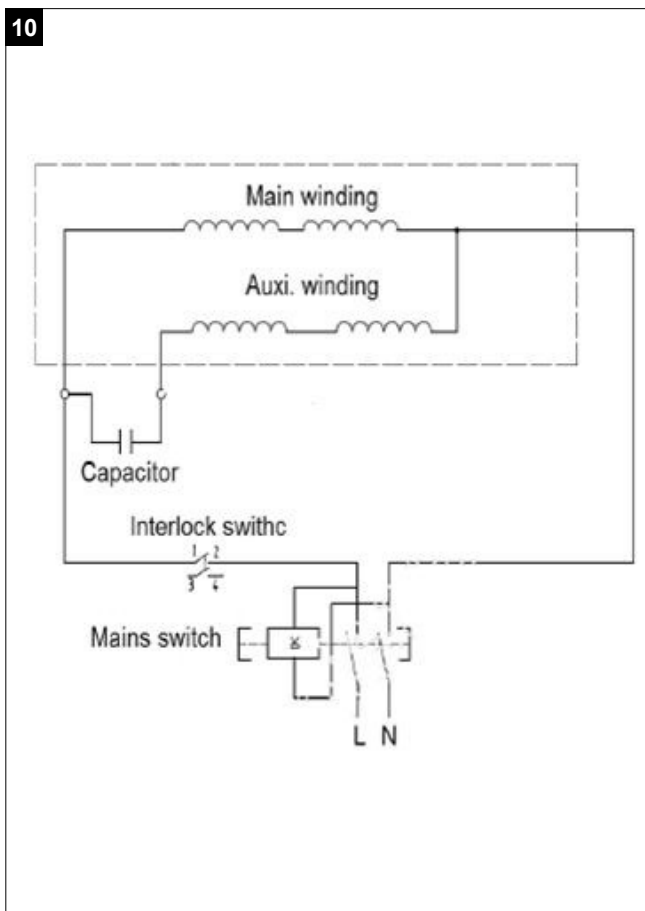 10
Main winding
Auxi. winding
Capacitor
Interlock swithc
1 2
3 4
Mains switch
L N